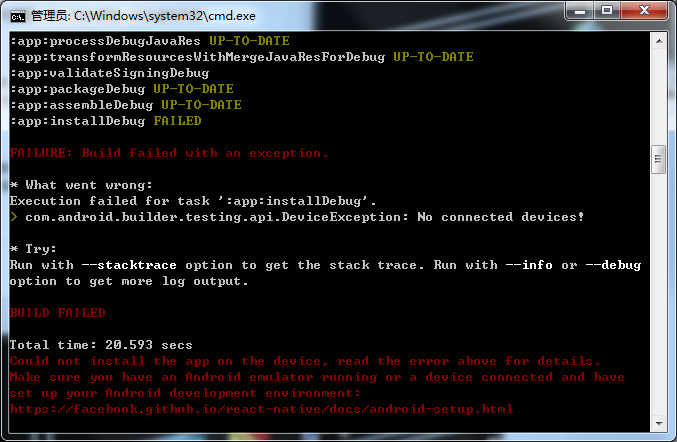 管理员: C:\Windows\system32\cmd.exe
:app:processDebugJavaRes UP-TO-DATE
:app:transformResourcesWithMergeJavaResForDebug UP-TO-DATE
:app:validateSigningDebug
:app:packageDebug UP-TO-DATE
:app:assembleDebug UP-TO-DATE
:app:installDebug FAILED
FAILURE: Build failed with an exception.
* What went wrong:
Execution failed for task ':app:installDebug'.
> com.android.builder.testing.api.DeviceException: No connected devices!
* Try:
Run with --stacktrace option to get the stack trace. Run with --info or --debug
option to get more log output.
BUILD FAILED
Total time: 20.593 secs
Could not install the app on the device, read the error above for details.
Make sure you have an Android emulator running or a device connected and have
set up your Android development environment:
https://facebook.github.io/react-native/docs/android-setup.html